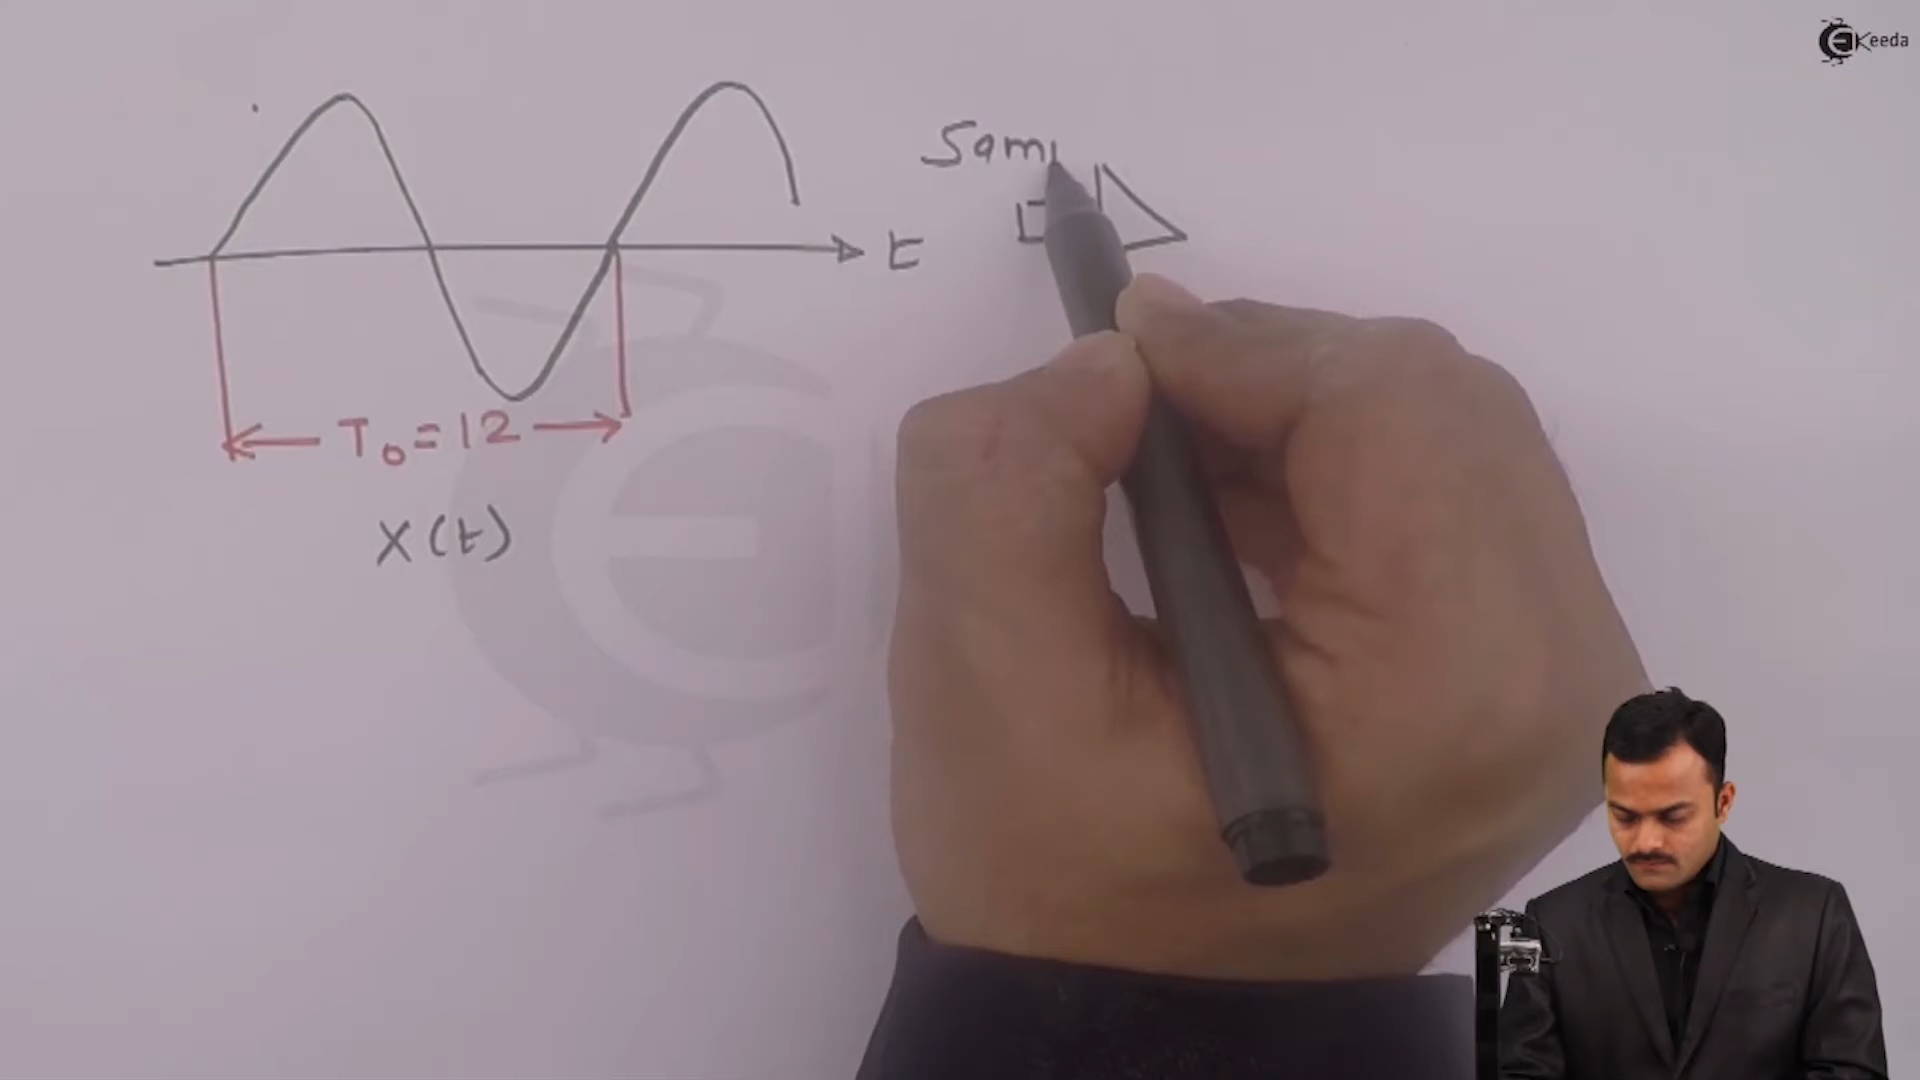 EKeeda
Sam
t
T₀ = 12
X(t)